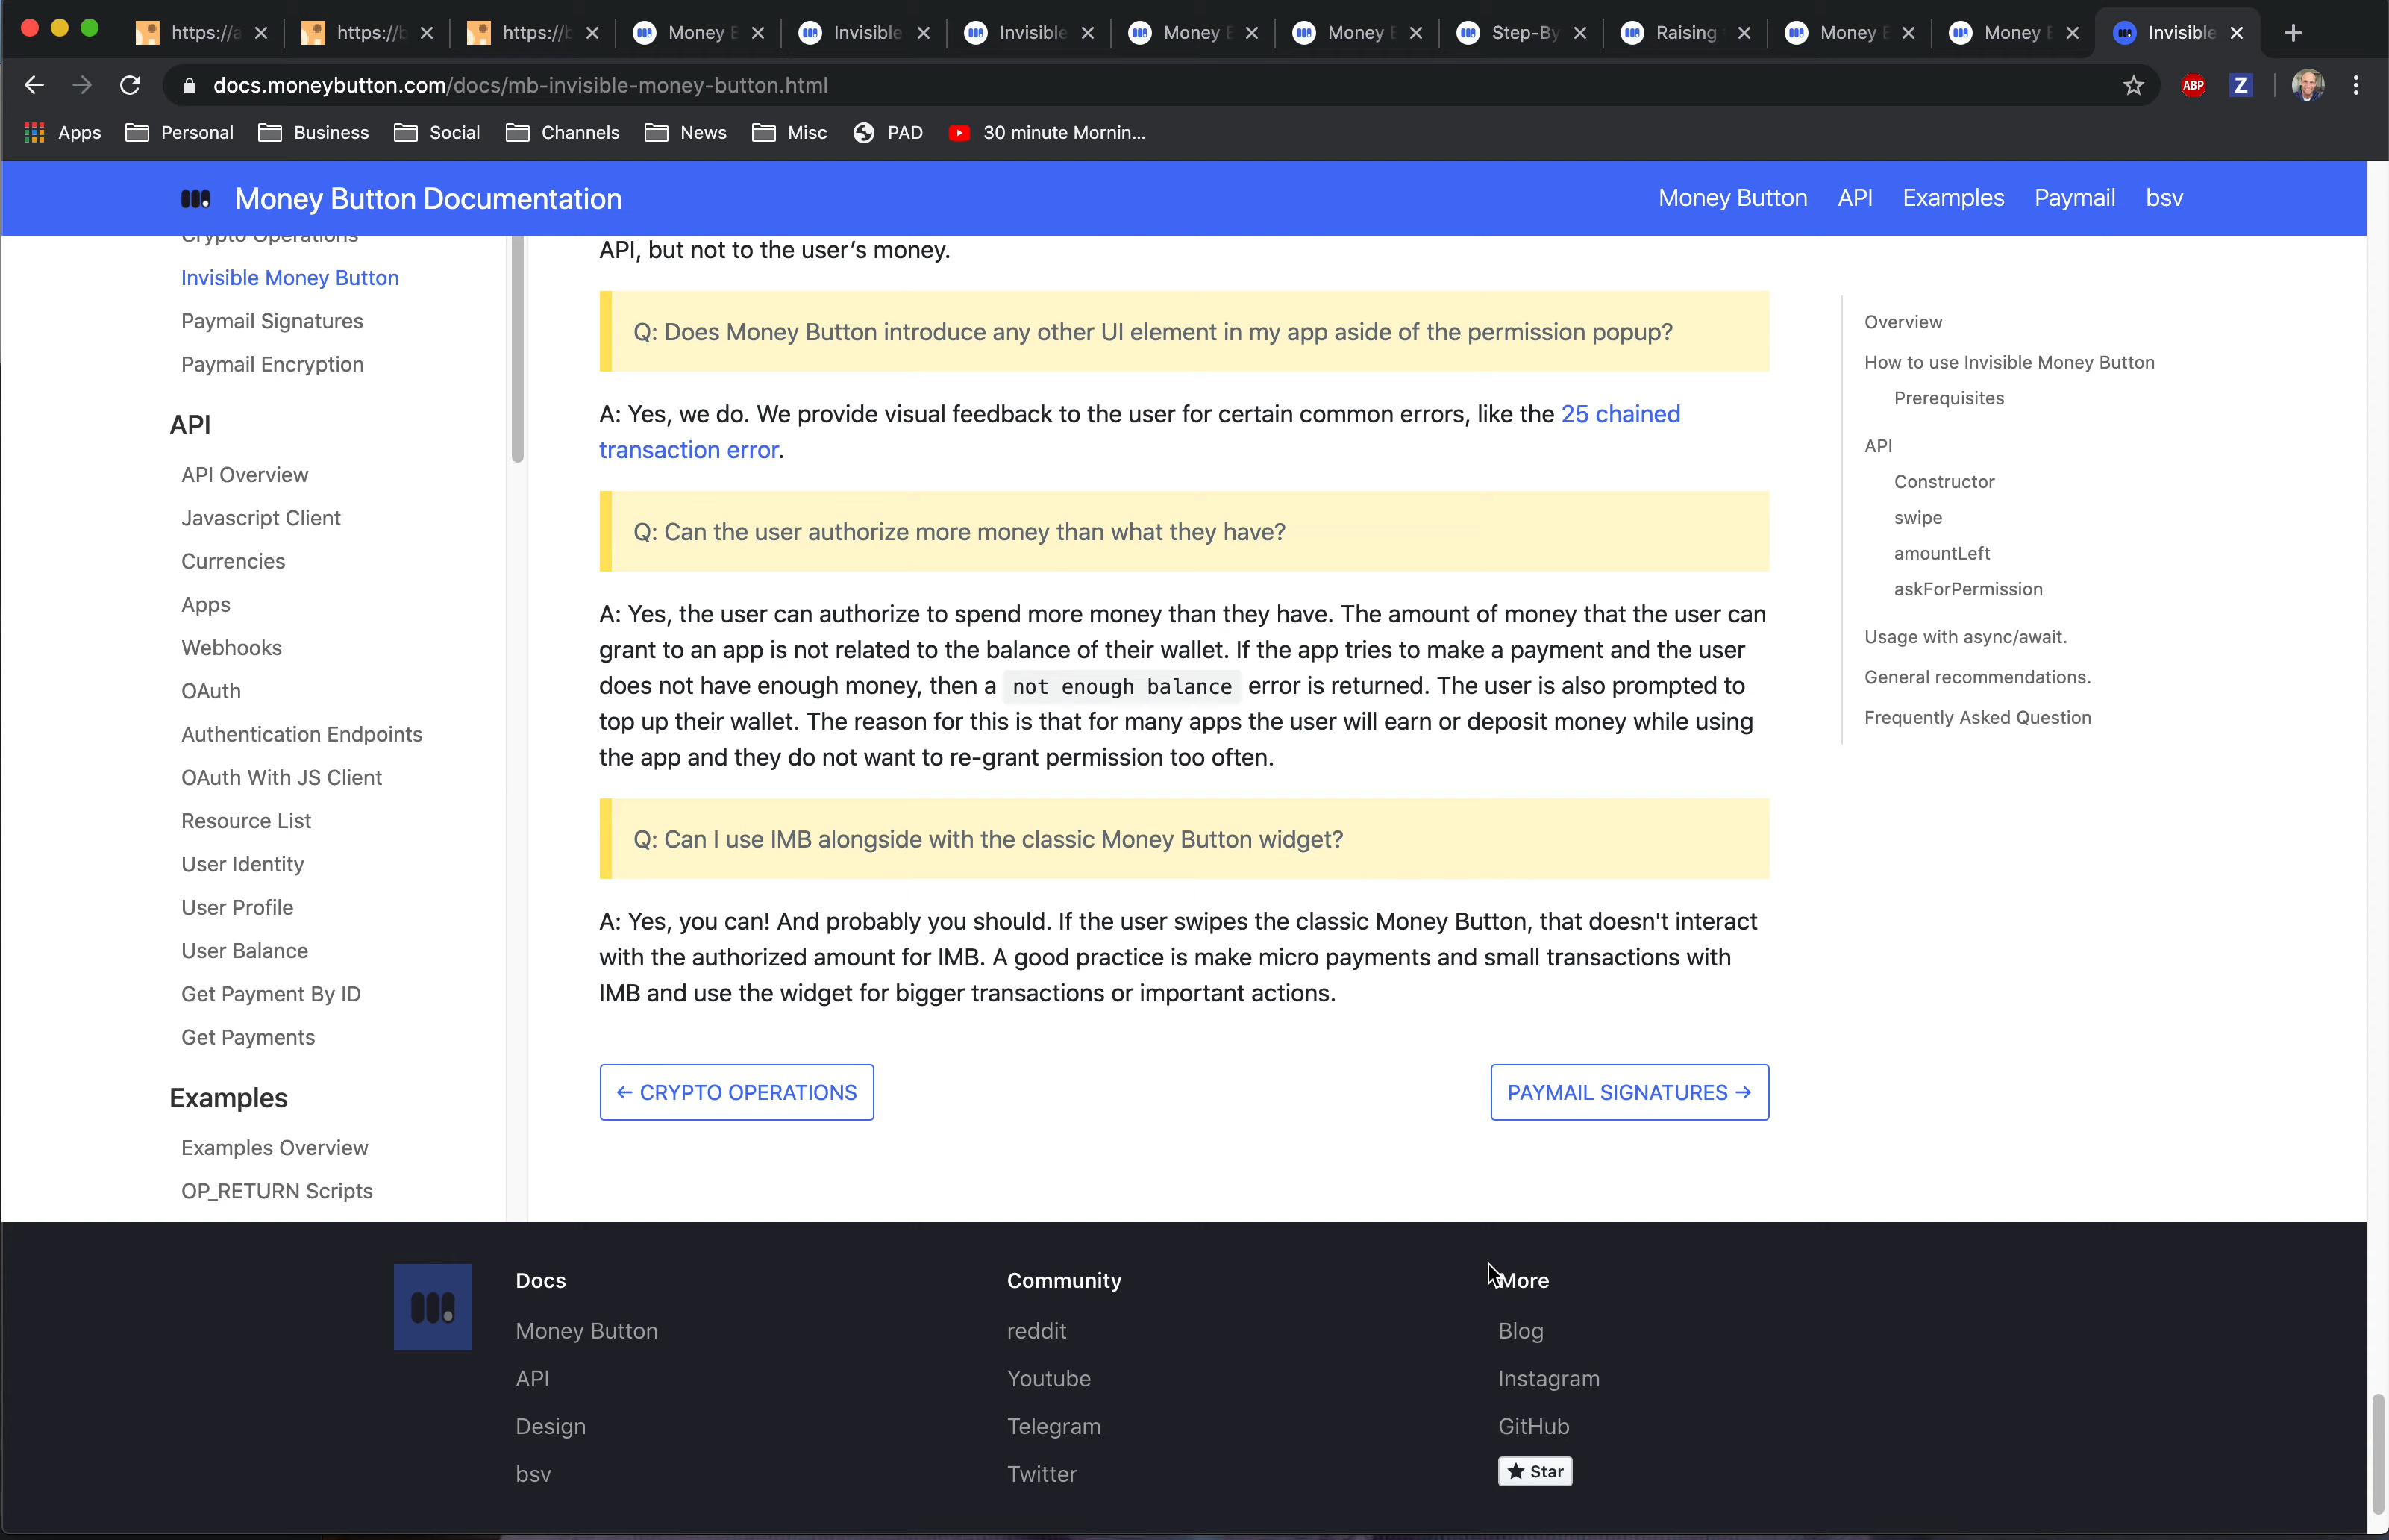 https://a
https://b
https://b
Money B
Invisible
Invisible
Money B
Money B
Step-By
Raising
Money B
Money B
Invisible
docs.moneybutton.com/docs/mb-invisible-money-button.html
ABP
Z
Apps
Personal
Business
Social
Channels
News
Misc
PAD
30 minute Mornin...
Money Button Documentation
Money Button
API
Examples
Paymail
bsv
Crypto Operations
Invisible Money Button
Paymail Signatures
Paymail Encryption
API
API Overview
Javascript Client
Currencies
Apps
Webhooks
OAuth
Authentication Endpoints
OAuth With JS Client
Resource List
User Identity
User Profile
User Balance
Get Payment By ID
Get Payments
Examples
Examples Overview
OP_RETURN Scripts
API, but not to the user's money.
Q: Does Money Button introduce any other UI element in my app aside of the permission popup?
A: Yes, we do. We provide visual feedback to the user for certain common errors, like the 25 chained
transaction error.
Q: Can the user authorize more money than what they have?
A: Yes, the user can authorize to spend more money than they have. The amount of money that the user can
grant to an app is not related to the balance of their wallet. If the app tries to make a payment and the user
does not have enough money, then a not enough balance error is returned. The user is also prompted to
top up their wallet. The reason for this is that for many apps the user will earn or deposit money while using
the app and they do not want to re-grant permission too often.
Q: Can I use IMB alongside with the classic Money Button widget?
A: Yes, you can! And probably you should. If the user swipes the classic Money Button, that doesn't interact
with the authorized amount for IMB. A good practice is make micro payments and small transactions with
IMB and use the widget for bigger transactions or important actions.
← CRYPTO OPERATIONS
PAYMAIL SIGNATURES →
Overview
How to use Invisible Money Button
Prerequisites
API
Constructor
swipe
amountLeft
askForPermission
Usage with async/await.
General recommendations.
Frequently Asked Question
Docs
Money Button
API
Design
bsv
Community
reddit
Youtube
Telegram
Twitter
More
Blog
Instagram
GitHub
Star